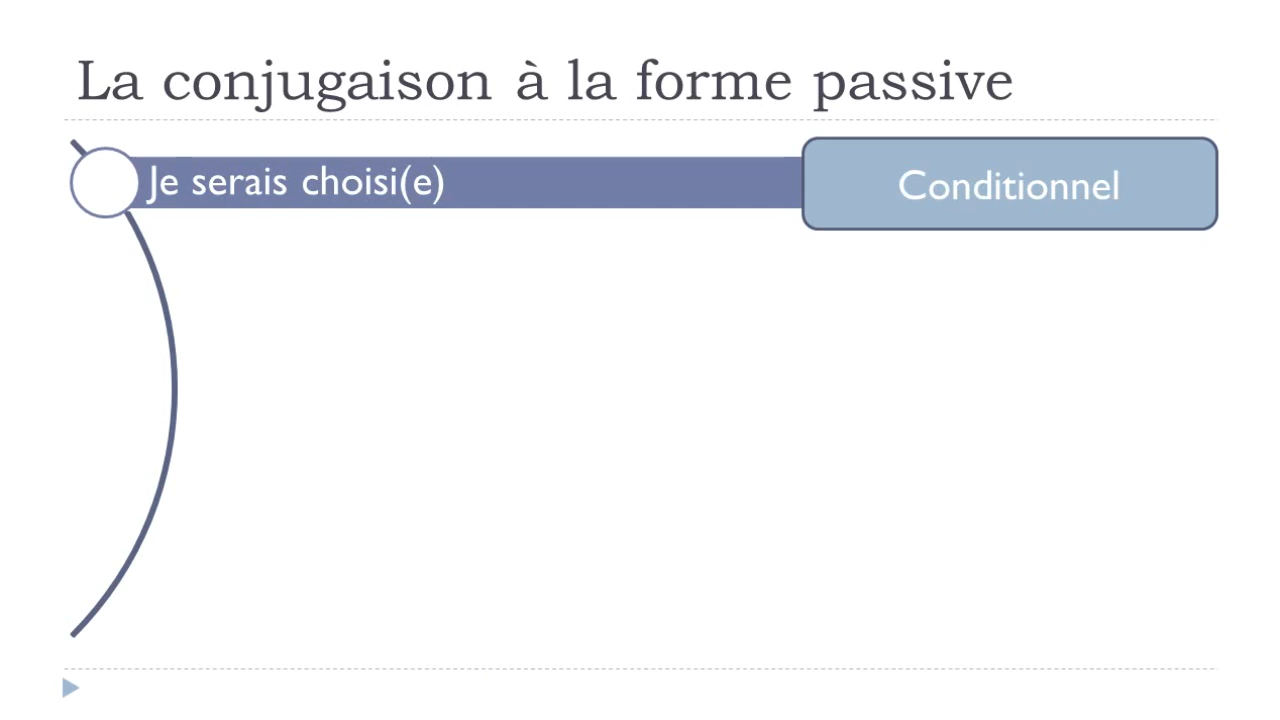 La conjugaison à la forme passive
Je serais choisi(e)
Conditionnel